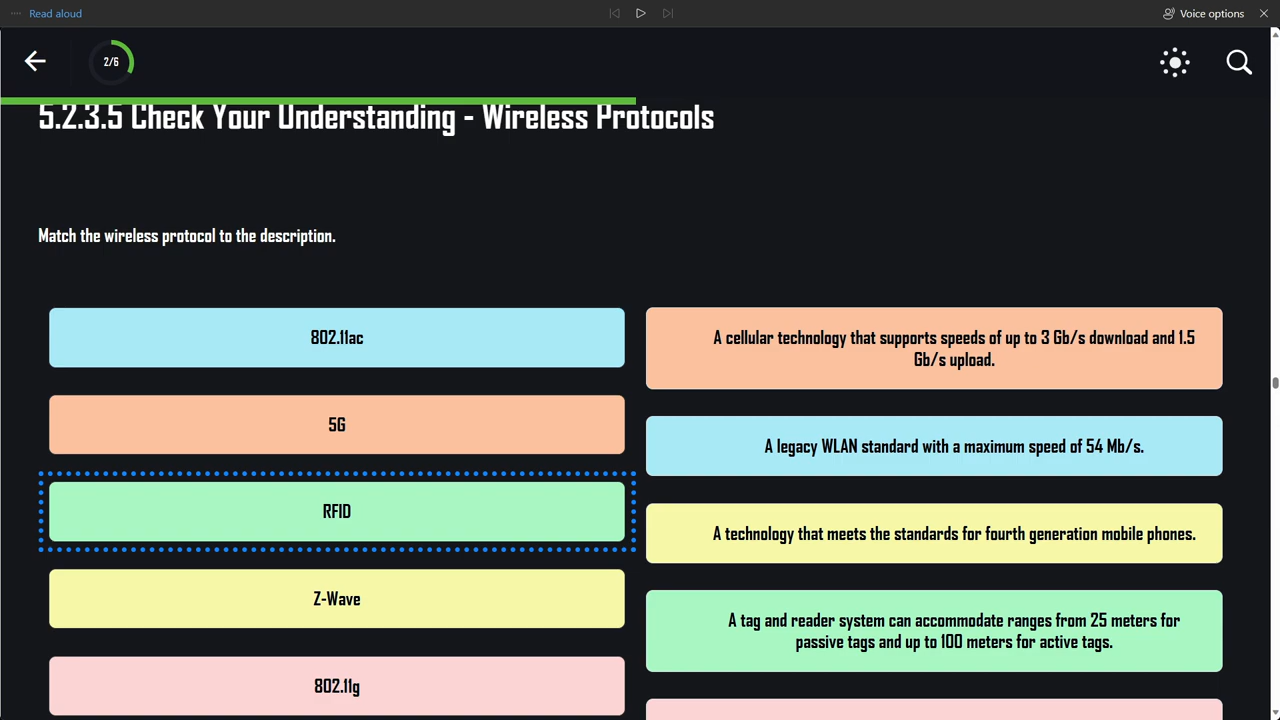 Read aloud
Voice options
2/6
5.2.3.5 Check Your Understanding - Wireless Protocols
Match the wireless protocol to the description.
802.11ac
5G
RFID
Z-Wave
802.11g
A cellular technology that supports speeds of up to 3 Gb/s download and 1.5
Gb/s upload.
A legacy WLAN standard with a maximum speed of 54 Mb/s.
A technology that meets the standards for fourth generation mobile phones.
A tag and reader system can accommodate ranges from 25 meters for
passive tags and up to 100 meters for active tags.